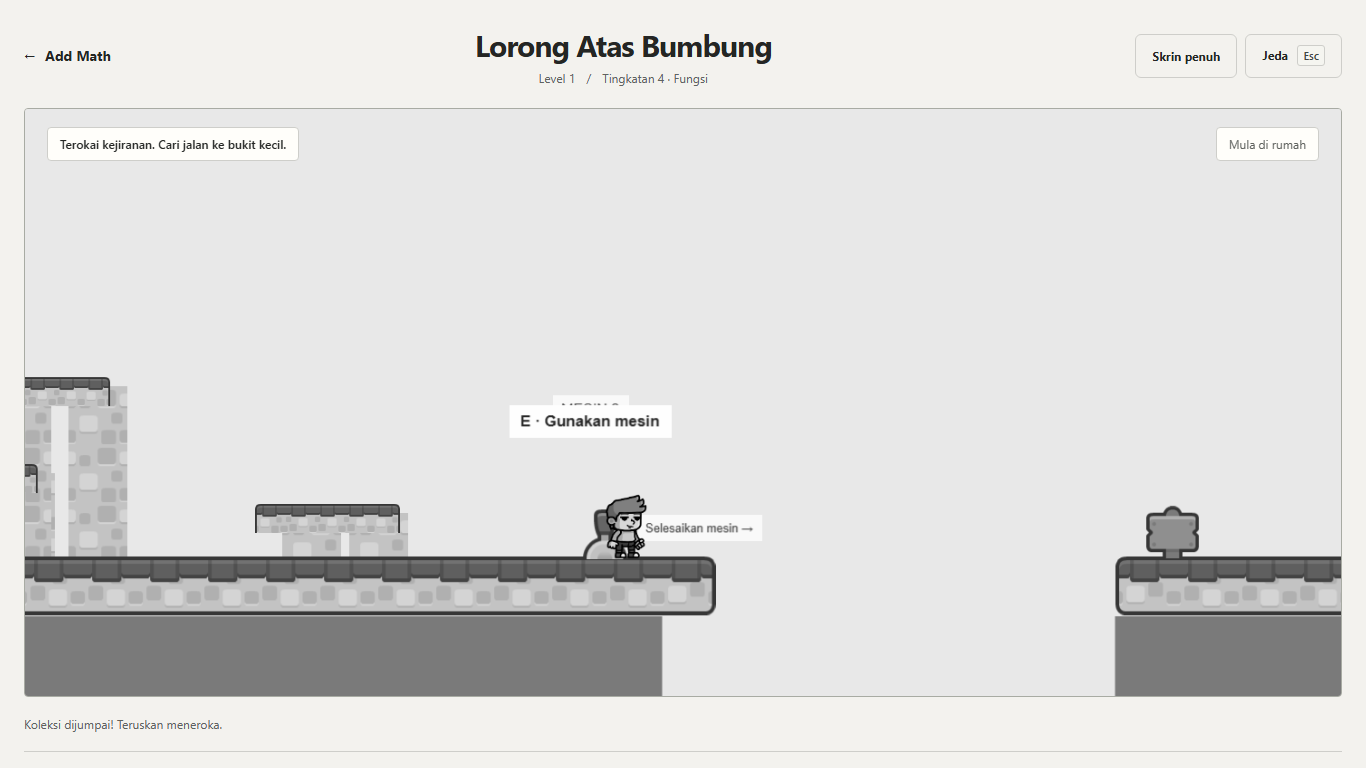 ← Add Math
Lorong Atas Bumbung
Level 1 / Tingkatan 4 · Fungsi
Skrin penuh
Jeda Esc
Terokai kejiranan. Cari jalan ke bukit kecil.
Mula di rumah
E · Gunakan mesin
Selesaikan mesin →
Koleksi dijumpai! Teruskan meneroka.